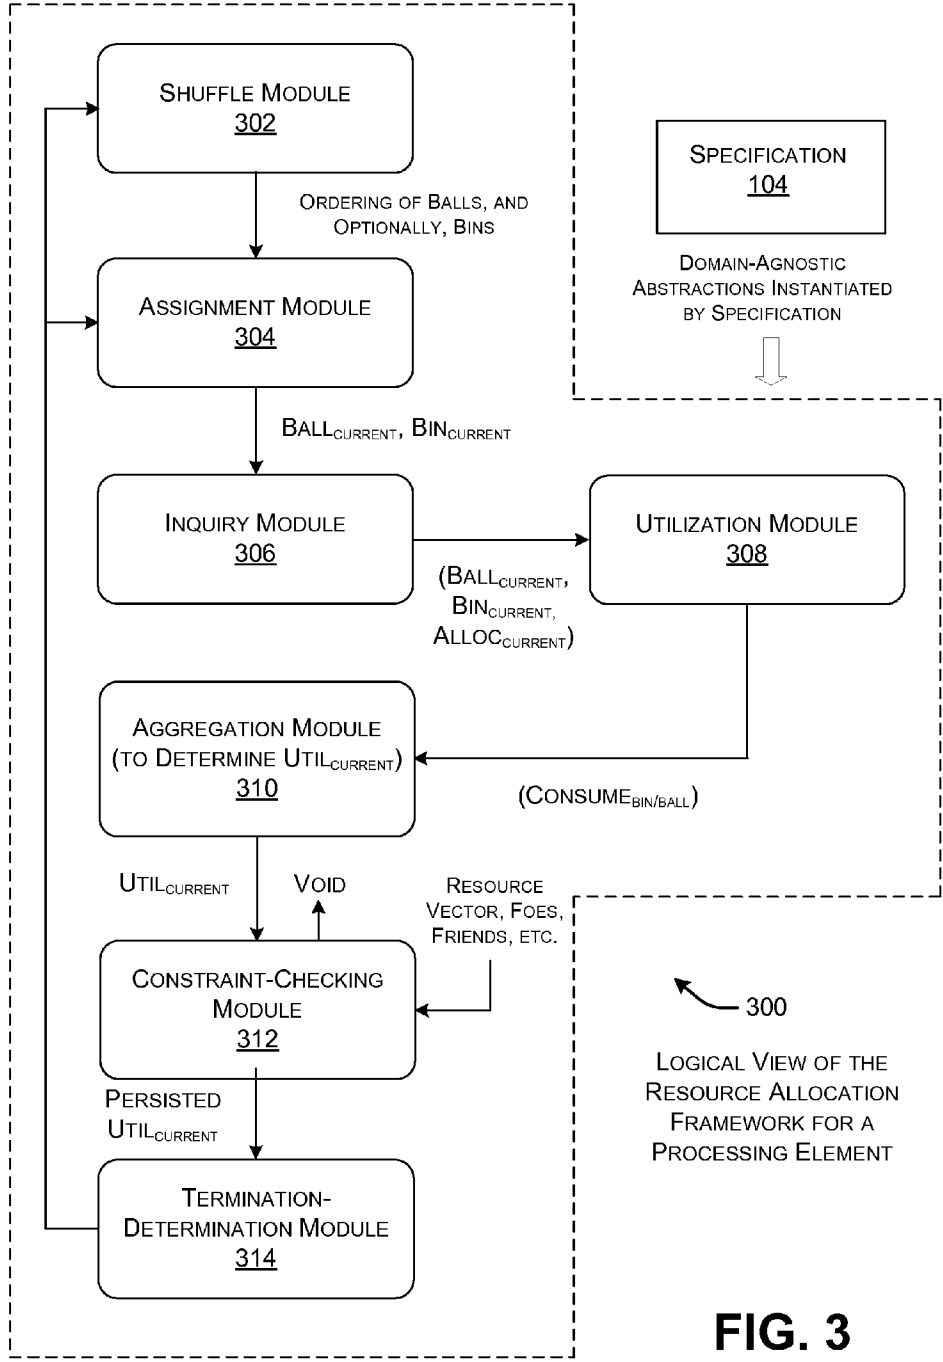 SHUFFLE MODULE
302
SPECIFICATION
104
ORDERING OF BALLS, AND
OPTIONALLY, BINS
DOMAIN-AGNOSTIC
ABSTRACTIONS INSTANTIATED
BY SPECIFICATION
ASSIGNMENT MODULE
304
BALLCURRENT, BINCURRENT
INQUIRY MODULE
306
UTILIZATION MODULE
308
(BALLCURRENT,
BINCURRENT,
ALLOCCURRENT)
AGGREGATION MODULE
(TO DETERMINE UTILCURRENT)
310
(CONSUMEBIN/BALL)
UTILCURRENT
VOID
RESOURCE
VECTOR, FOES,
FRIENDS, ETC.
CONSTRAINT-CHECKING
MODULE
312
300
LOGICAL VIEW OF THE
RESOURCE ALLOCATION
FRAMEWORK FOR A
PROCESSING ELEMENT
PERSISTED
UTILCURRENT
TERMINATION-
DETERMINATION MODULE
314
FIG. 3